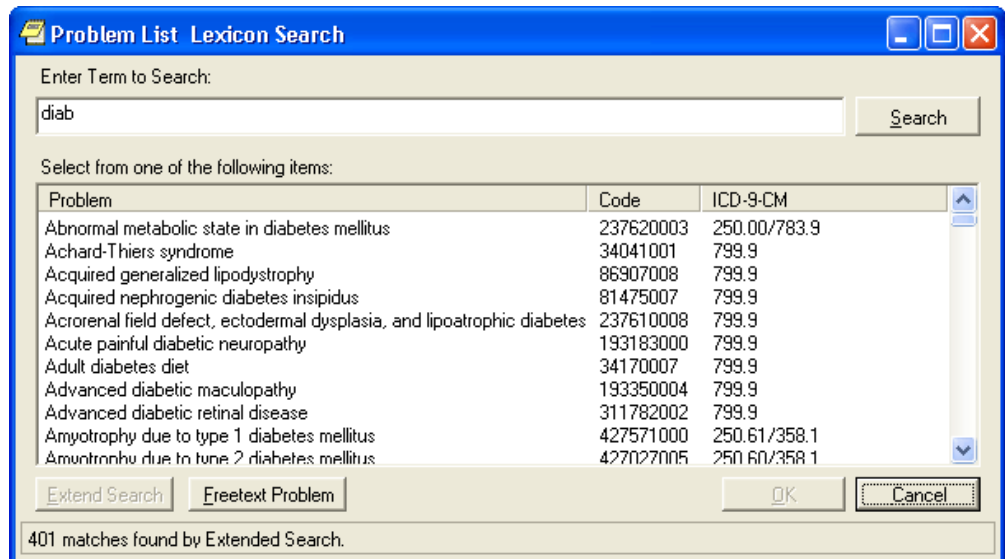 Problem List Lexicon Search
Enter Term to Search:
diab
Search
Select from one of the following items:
Problem Code ICD-9-CM
Abnormal metabolic state in diabetes mellitus 237620003 250.00/783.9
Achard-Thiers syndrome 34041001 799.9
Acquired generalized lipodystrophy 86907008 799.9
Acquired nephrogenic diabetes insipidus 81475007 799.9
Acrorenal field defect, ectodermal dysplasia, and lipoatrophic diabetes 237610008 799.9
Acute painful diabetic neuropathy 193183000 799.9
Adult diabetes diet 34170007 799.9
Advanced diabetic maculopathy 193350004 799.9
Advanced diabetic retinal disease 311782002 799.9
Amyotrophy due to type 1 diabetes mellitus 427571000 250.61/358.1
Amyotrophy due to type 2 diabetes mellitus 427027005 250.60/358.1
Extend Search Freetext Problem OK Cancel
401 matches found by Extended Search.